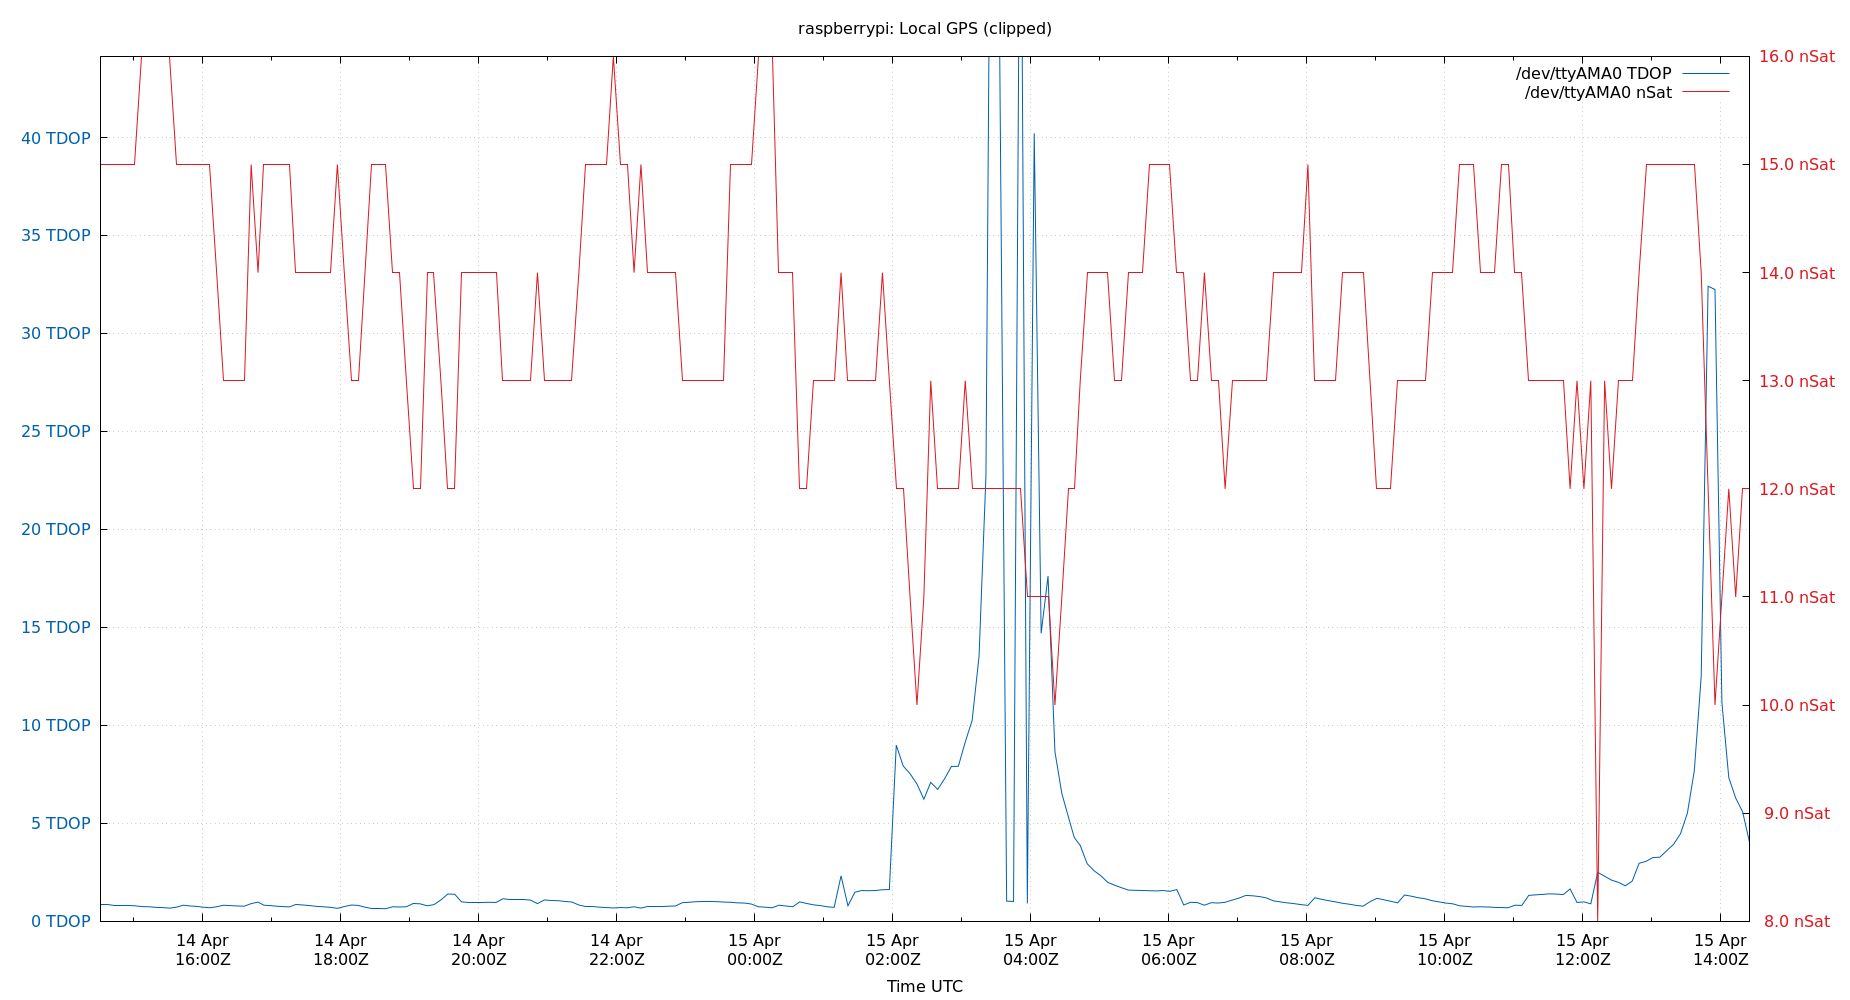 raspberrypi: Local GPS (clipped)
/dev/ttyAMA0 TDOP
/dev/ttyAMA0 nSat
40 TDOP
35 TDOP
30 TDOP
25 TDOP
20 TDOP
15 TDOP
10 TDOP
5 TDOP
0 TDOP
16.0 nSat
15.0 nSat
14.0 nSat
13.0 nSat
12.0 nSat
11.0 nSat
10.0 nSat
9.0 nSat
8.0 nSat
14 Apr 14 Apr 14 Apr 14 Apr 15 Apr 15 Apr 15 Apr 15 Apr 15 Apr 15 Apr 15 Apr 15 Apr
16:00Z 18:00Z 20:00Z 22:00Z 00:00Z 02:00Z 04:00Z 06:00Z 08:00Z 10:00Z 12:00Z 14:00Z
Time UTC